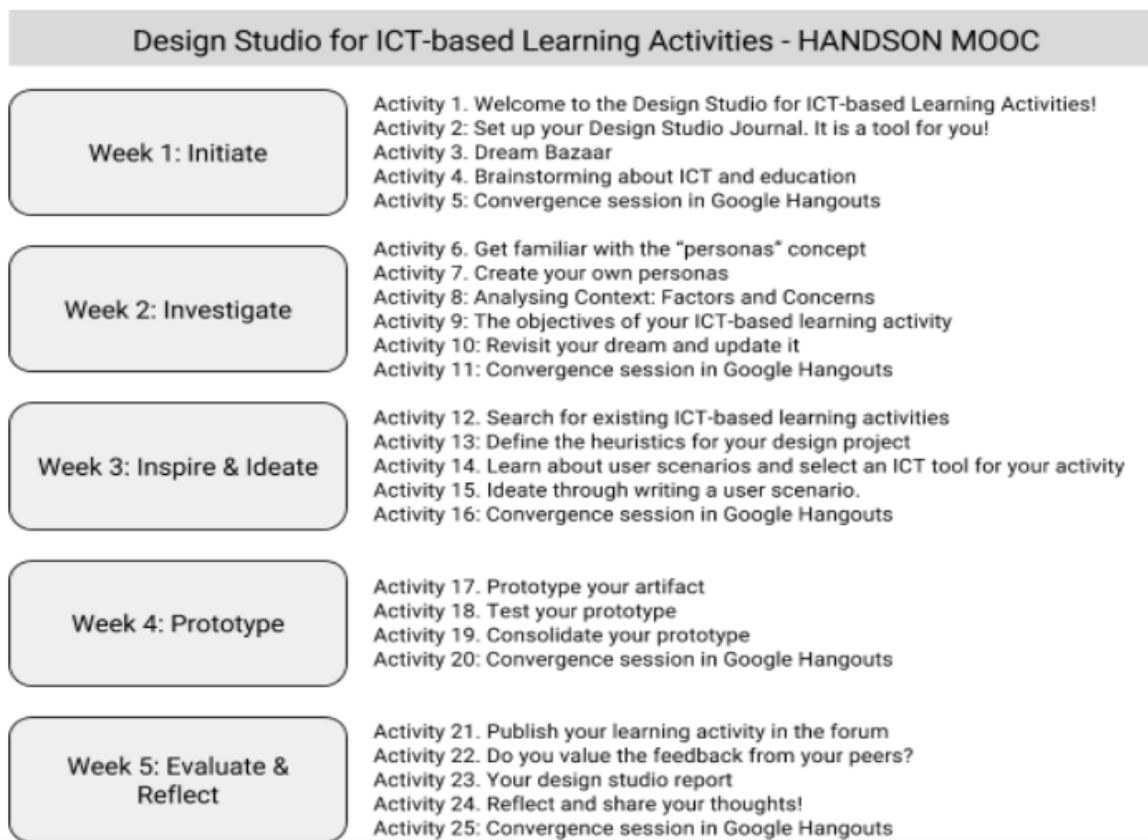 Design Studio for ICT-based Learning Activities - HANDSON MOOC
Week 1: Initiate
Activity 1. Welcome to the Design Studio for ICT-based Learning Activities!
Activity 2: Set up your Design Studio Journal. It is a tool for you!
Activity 3. Dream Bazaar
Activity 4. Brainstorming about ICT and education
Activity 5: Convergence session in Google Hangouts
Week 2: Investigate
Activity 6. Get familiar with the “personas” concept
Activity 7. Create your own personas
Activity 8: Analysing Context: Factors and Concerns
Activity 9: The objectives of your ICT-based learning activity
Activity 10: Revisit your dream and update it
Activity 11: Convergence session in Google Hangouts
Week 3: Inspire & Ideate
Activity 12. Search for existing ICT-based learning activities
Activity 13: Define the heuristics for your design project
Activity 14. Learn about user scenarios and select an ICT tool for your activity
Activity 15. Ideate through writing a user scenario.
Activity 16: Convergence session in Google Hangouts
Week 4: Prototype
Activity 17. Prototype your artifact
Activity 18. Test your prototype
Activity 19. Consolidate your prototype
Activity 20: Convergence session in Google Hangouts
Week 5: Evaluate &
Reflect
Activity 21. Publish your learning activity in the forum
Activity 22. Do you value the feedback from your peers?
Activity 23. Your design studio report
Activity 24. Reflect and share your thoughts!
Activity 25: Convergence session in Google Hangouts